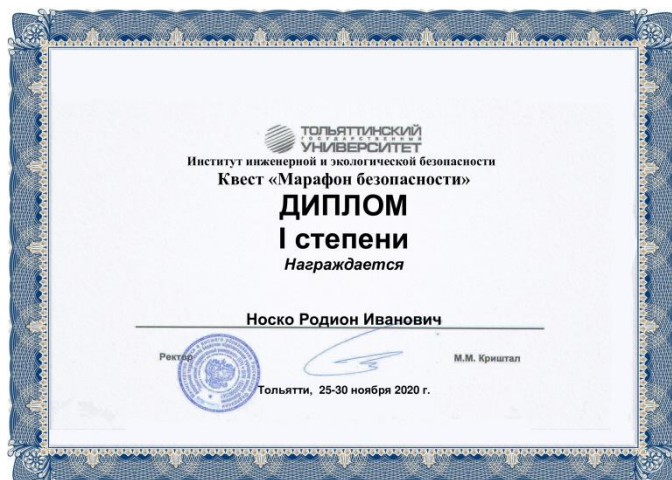 ТОЛЬЯТТИНСКИЙ
ГОСУДАРСТВЕННЫЙ
УНИВЕРСИТЕТ
Институт инженерной и экологической безопасности
Квест «Марафон безопасности»
ДИПЛОМ
I степени
Награждается
Носко Родион Иванович
Ректор
М.М. Криштал
Тольятти, 25-30 ноября 2020 г.